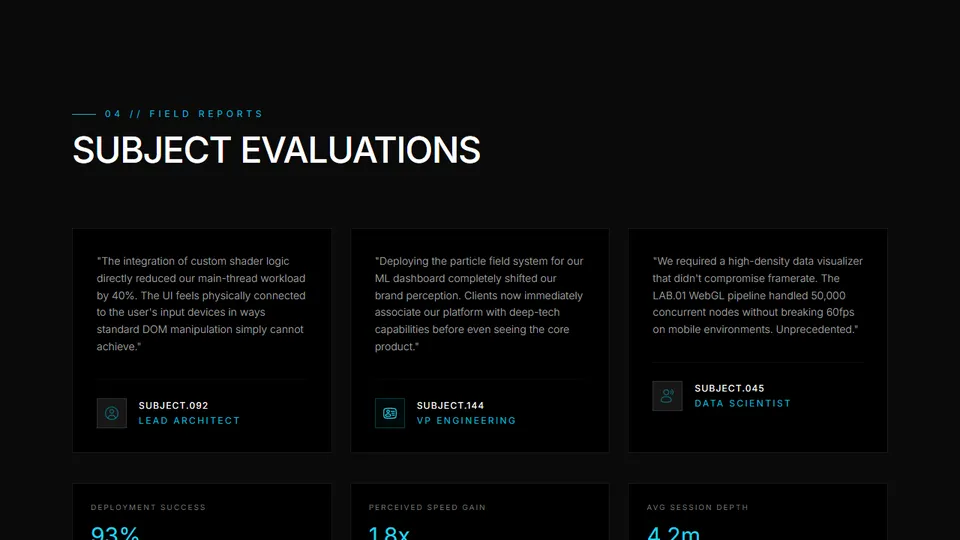 04 // FIELD REPORTS
SUBJECT EVALUATIONS
"The integration of custom shader logic
directly reduced our main-thread workload
by 40%. The UI feels physically connected
to the user's input devices in ways
standard DOM manipulation simply cannot
achieve."
SUBJECT.092
LEAD ARCHITECT
"Deploying the particle field system for our
ML dashboard completely shifted our
brand perception. Clients now immediately
associate our platform with deep-tech
capabilities before even seeing the core
product."
SUBJECT.144
VP ENGINEERING
"We required a high-density data visualizer
that didn't compromise framerate. The
LAB.01 WebGL pipeline handled 50,000
concurrent nodes without breaking 60fps
on mobile environments. Unprecedented."
SUBJECT.045
DATA SCIENTIST
DEPLOYMENT SUCCESS
93%
PERCEIVED SPEED GAIN
1.8x
AVG SESSION DEPTH
4.2m